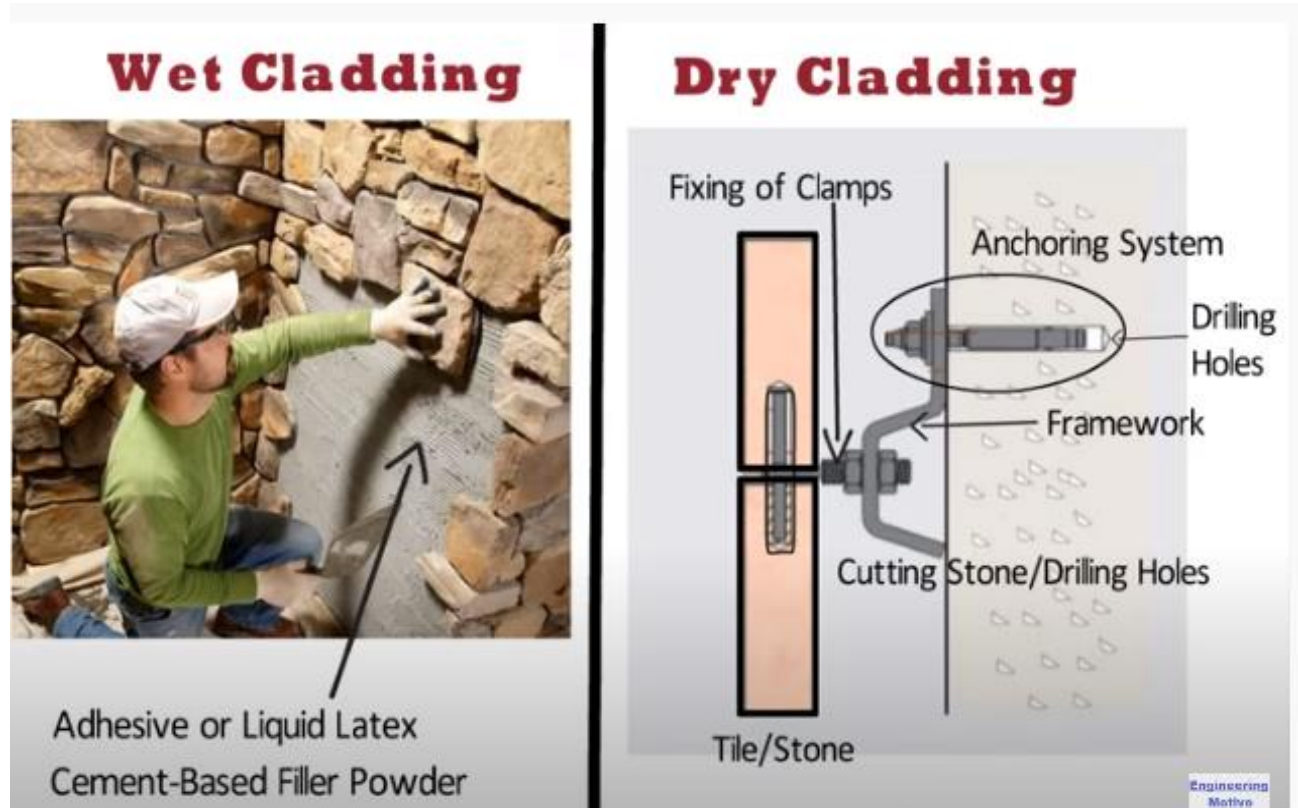 Wet Cladding
Adhesive or Liquid Latex
Cement-Based Filler Powder
Dry Cladding
Fixing of Clamps
Anchoring System
Drilling
Holes
Framework
Cutting Stone/Drilling Holes
Tile/Stone
Engineering
Motive